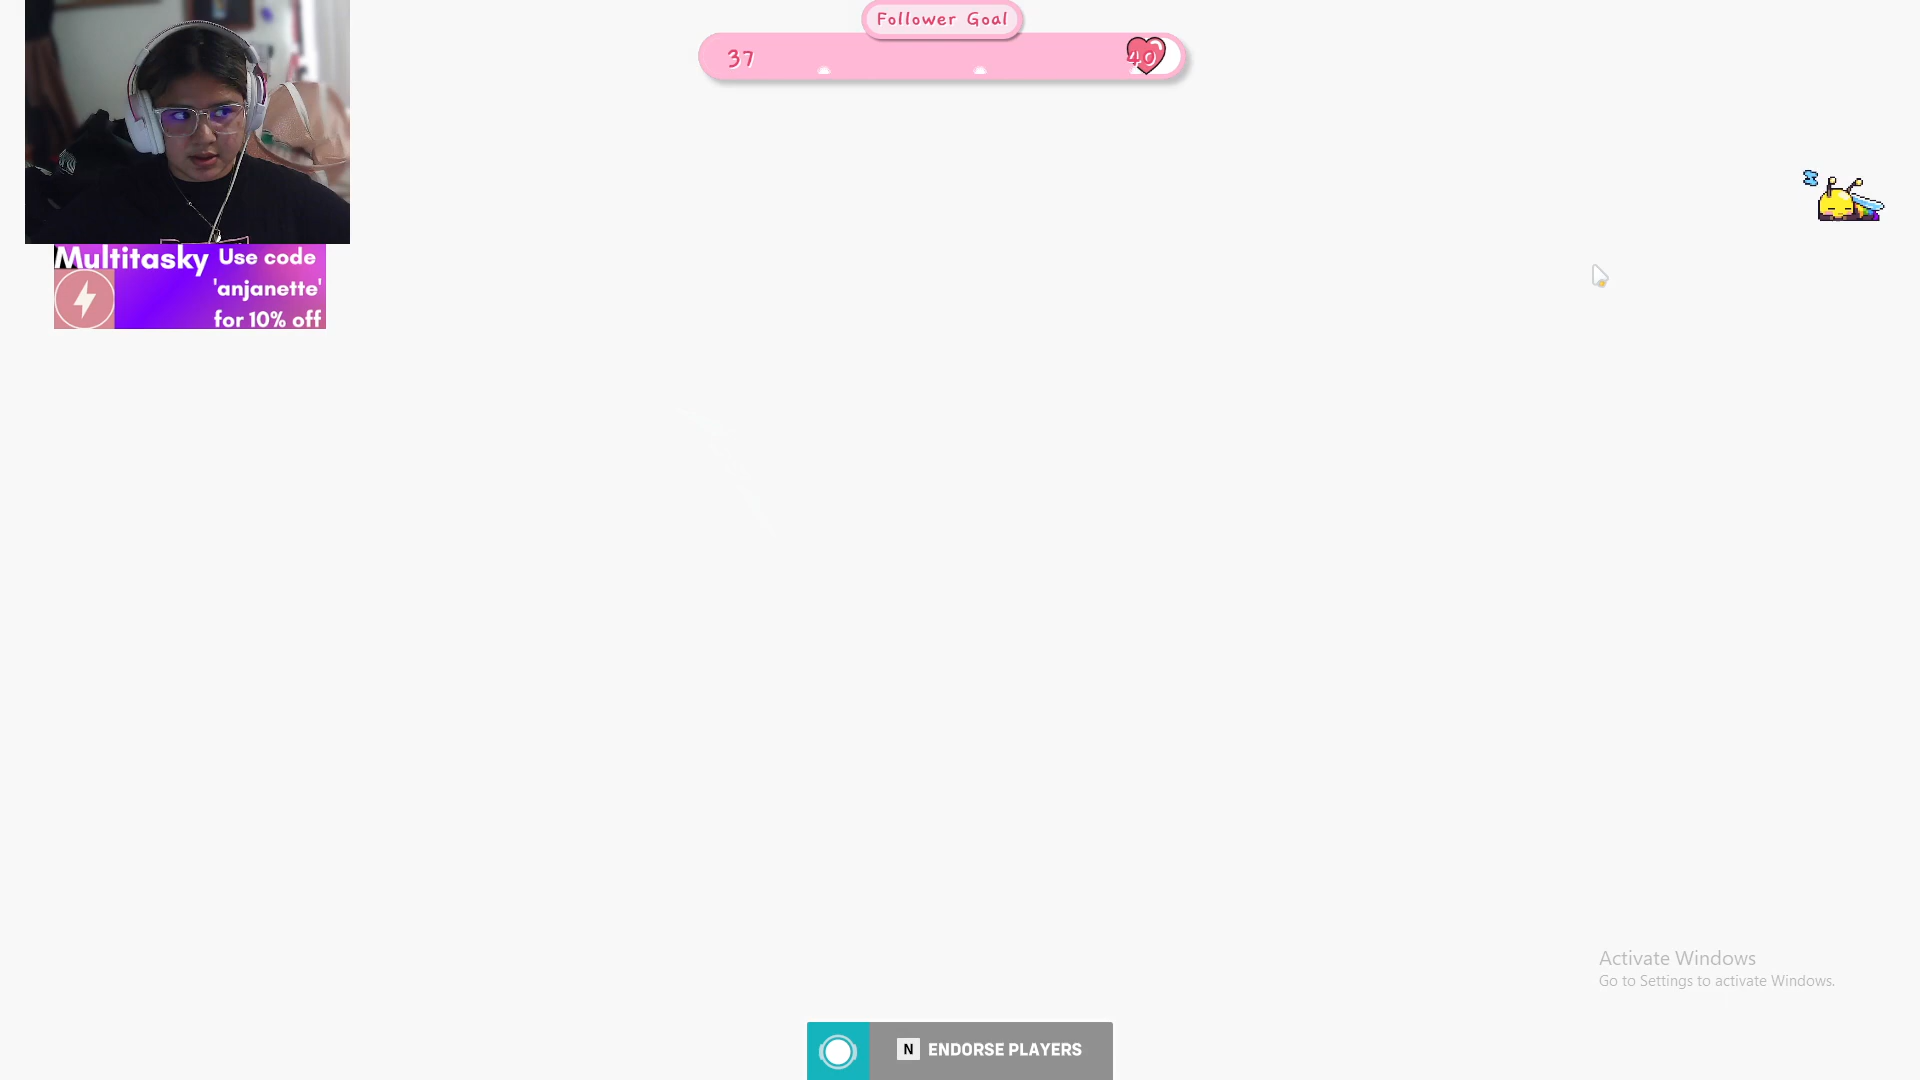 Follower Goal
37
40
Multitasky
Use code
'anjanette'
for 10% off
Activate Windows
Go to Settings to activate Windows.
N ENDORSE PLAYERS